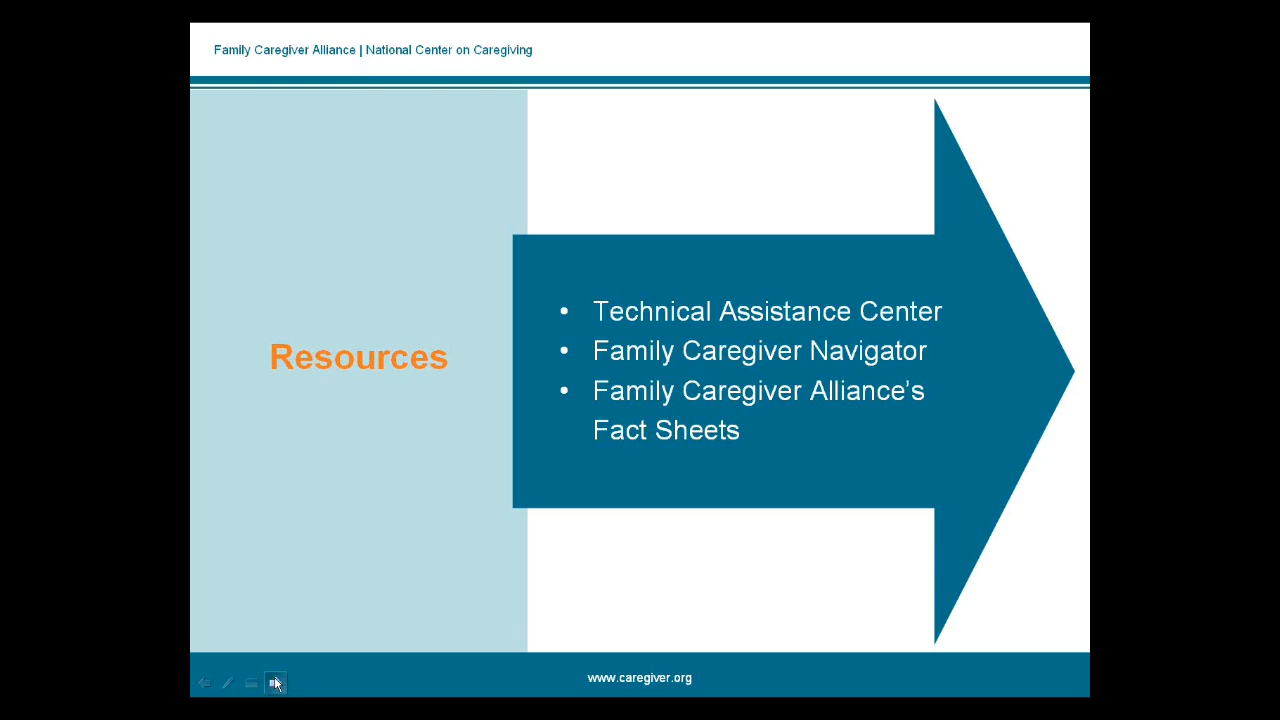 Family Caregiver Alliance | National Center on Caregiving
Resources
• Technical Assistance Center
• Family Caregiver Navigator
• Family Caregiver Alliance’s
Fact Sheets
www.caregiver.org